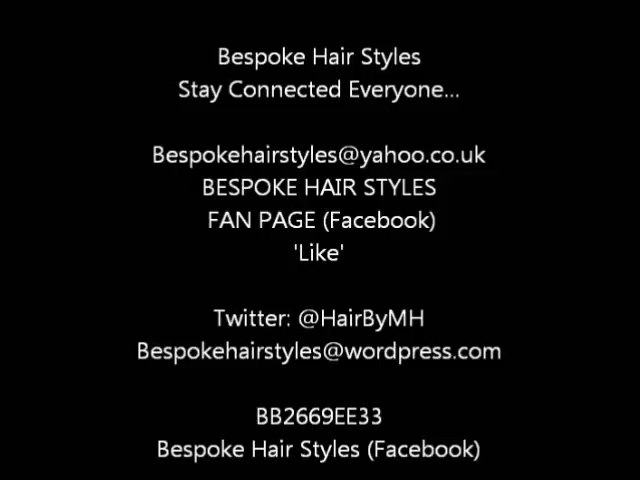 Bespoke Hair Styles
Stay Connected Everyone...
Bespokehairstyles@yahoo.co.uk
BESPOKE HAIR STYLES
FAN PAGE (Facebook)
'Like'
Twitter: @HairByMH
Bespokehairstyles@wordpress.com
BB2669EE33
Bespoke Hair Styles (Facebook)